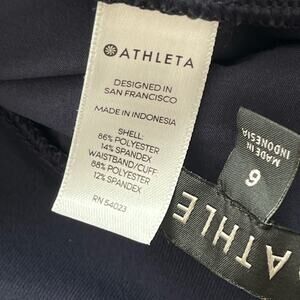 ATHLETA
DESIGNED IN
SAN FRANCISCO
MADE IN INDONESIA
SHELL:
86% POLYESTER
14% SPANDEX
WAISTBAND/CUFF:
88% POLYESTER
12% SPANDEX
RN 54023
ATHLE
6
MADE IN
INDONESIA